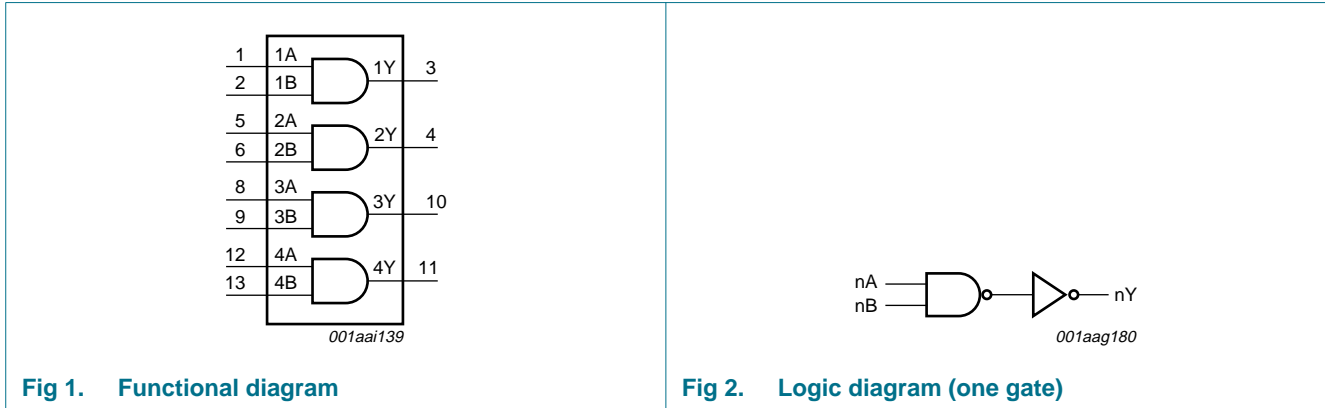 1 1A 1Y 3
2 1B
5 2A 2Y 4
6 2B
8 3A 3Y 10
9 3B
12 4A 4Y 11
13 4B
001aai139
Fig 1. Functional diagram
nA nY
nB
001aag180
Fig 2. Logic diagram (one gate)